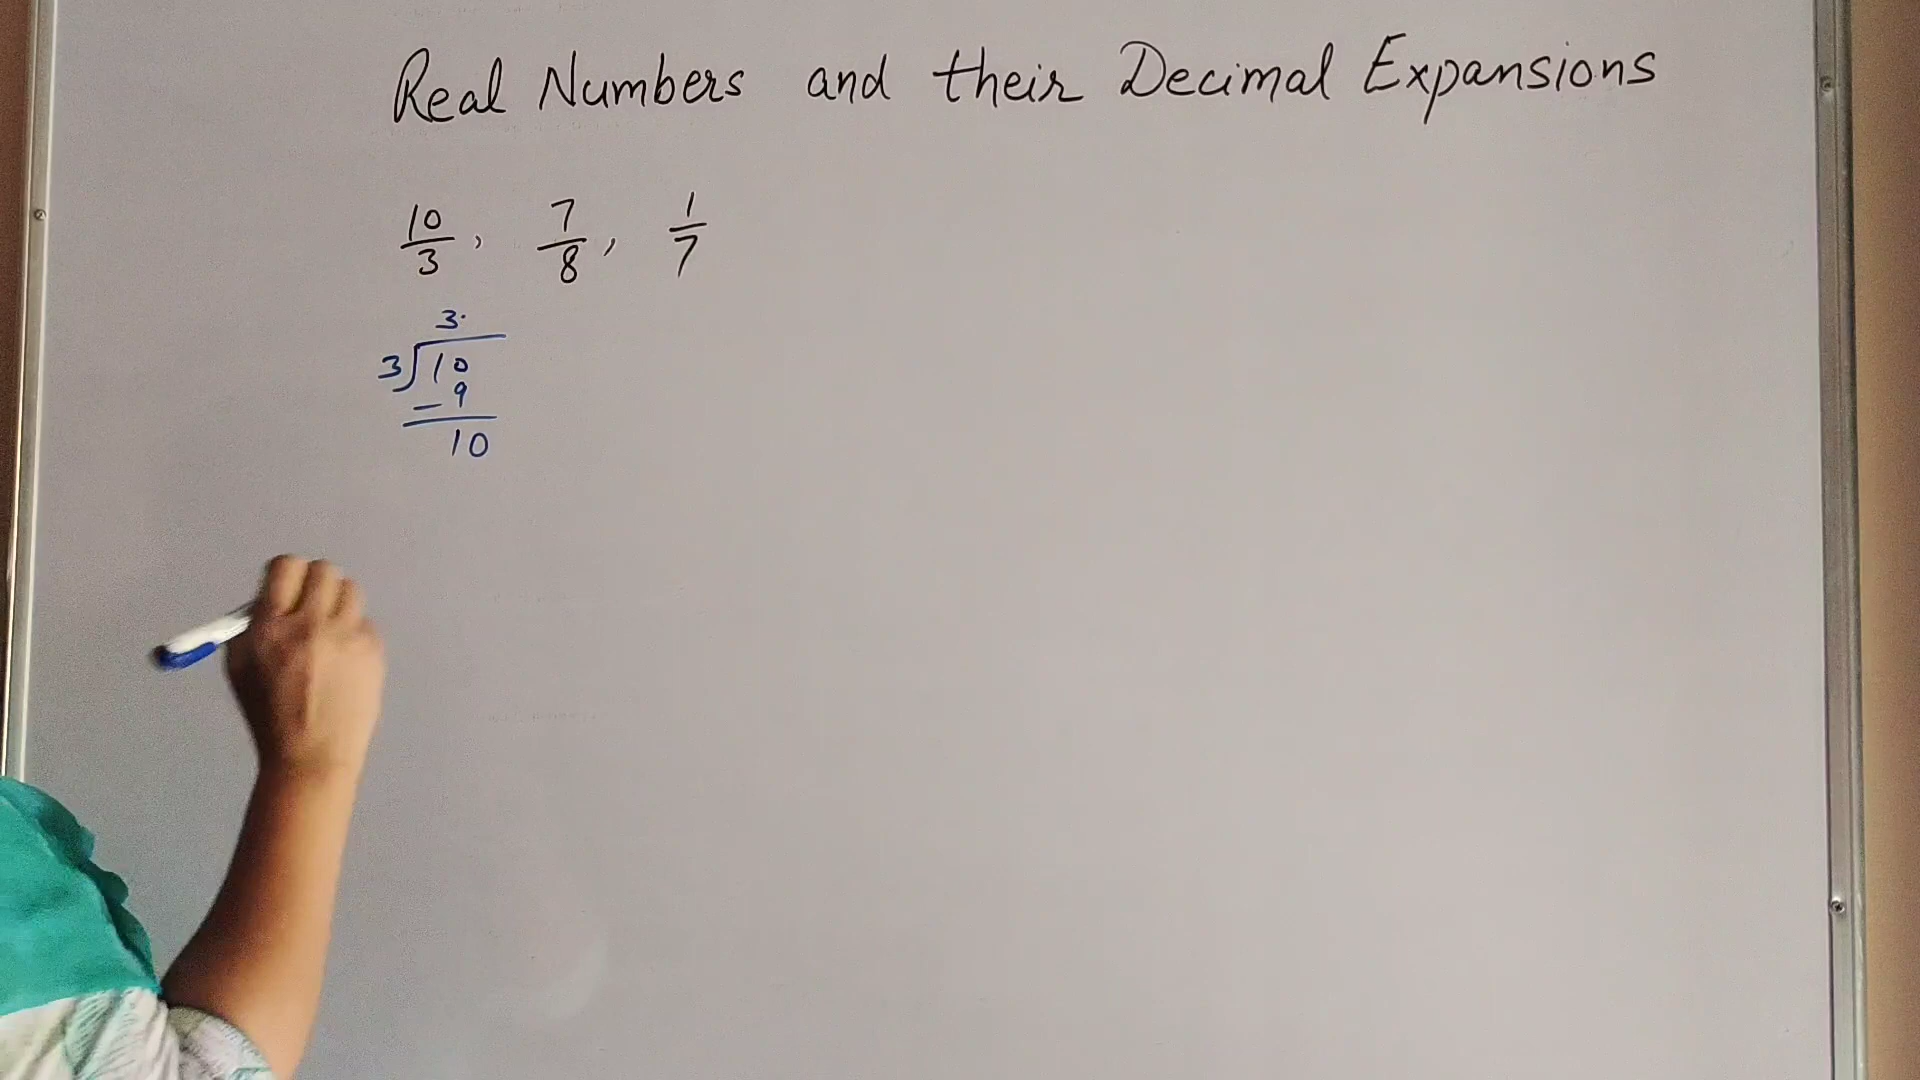 Real Numbers and their Decimal Expansions
10/3, 7/8, 1/7
3.
3)10
- 9
10